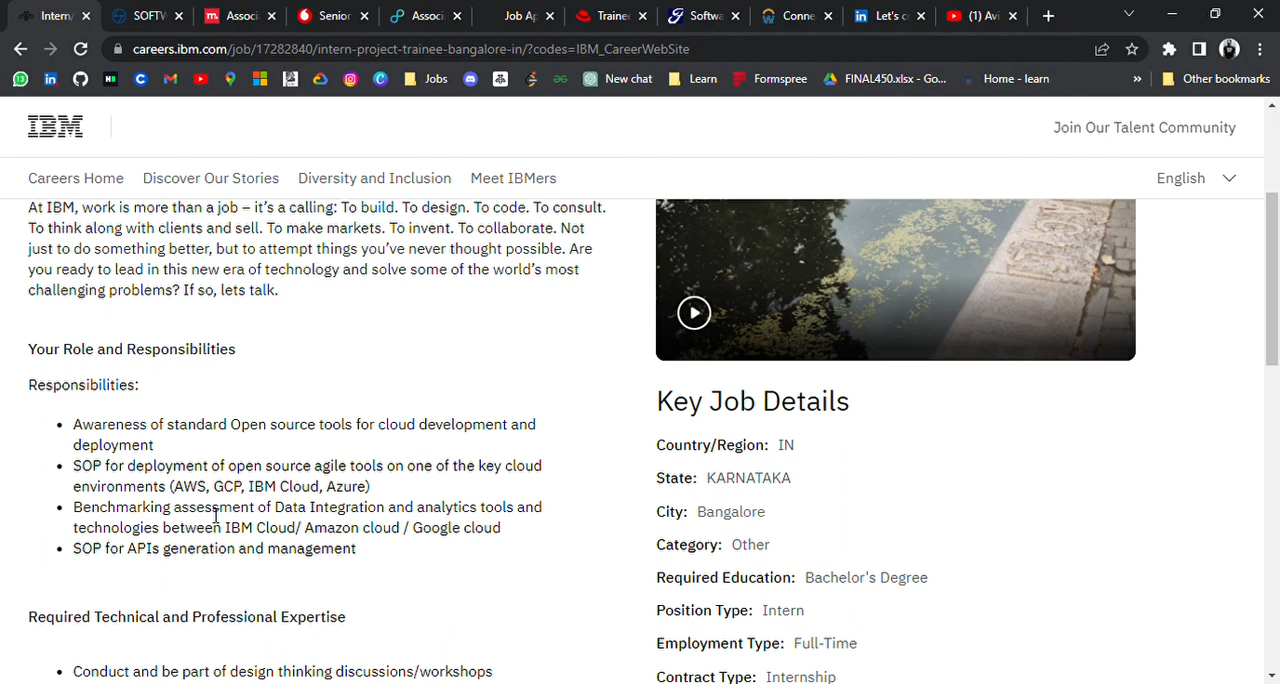 Intern/
SOFTV
Associ
Senior
Associ
Job Ap
Traine
Softwa
Conne
Let's c
(1) Avi
careers.ibm.com/job/17282840/intern-project-trainee-bangalore-in/?codes=IBM_CareerWebSite
Jobs
New chat
Learn
Formspree
FINAL450.xlsx - Go...
Home - learn
»
Other bookmarks
IBM
Join Our Talent Community
Careers Home
Discover Our Stories
Diversity and Inclusion
Meet IBMers
English
At IBM, work is more than a job – it's a calling: To build. To design. To code. To consult.
To think along with clients and sell. To make markets. To invent. To collaborate. Not
just to do something better, but to attempt things you've never thought possible. Are
you ready to lead in this new era of technology and solve some of the world's most
challenging problems? If so, lets talk.
Your Role and Responsibilities
Responsibilities:
• Awareness of standard Open source tools for cloud development and
deployment
• SOP for deployment of open source agile tools on one of the key cloud
environments (AWS, GCP, IBM Cloud, Azure)
• Benchmarking assessment of Data Integration and analytics tools and
technologies between IBM Cloud/ Amazon cloud / Google cloud
• SOP for APIs generation and management
Required Technical and Professional Expertise
• Conduct and be part of design thinking discussions/workshops
Key Job Details
Country/Region: IN
State: KARNATAKA
City: Bangalore
Category: Other
Required Education: Bachelor's Degree
Position Type: Intern
Employment Type: Full-Time
Contract Type: Internship